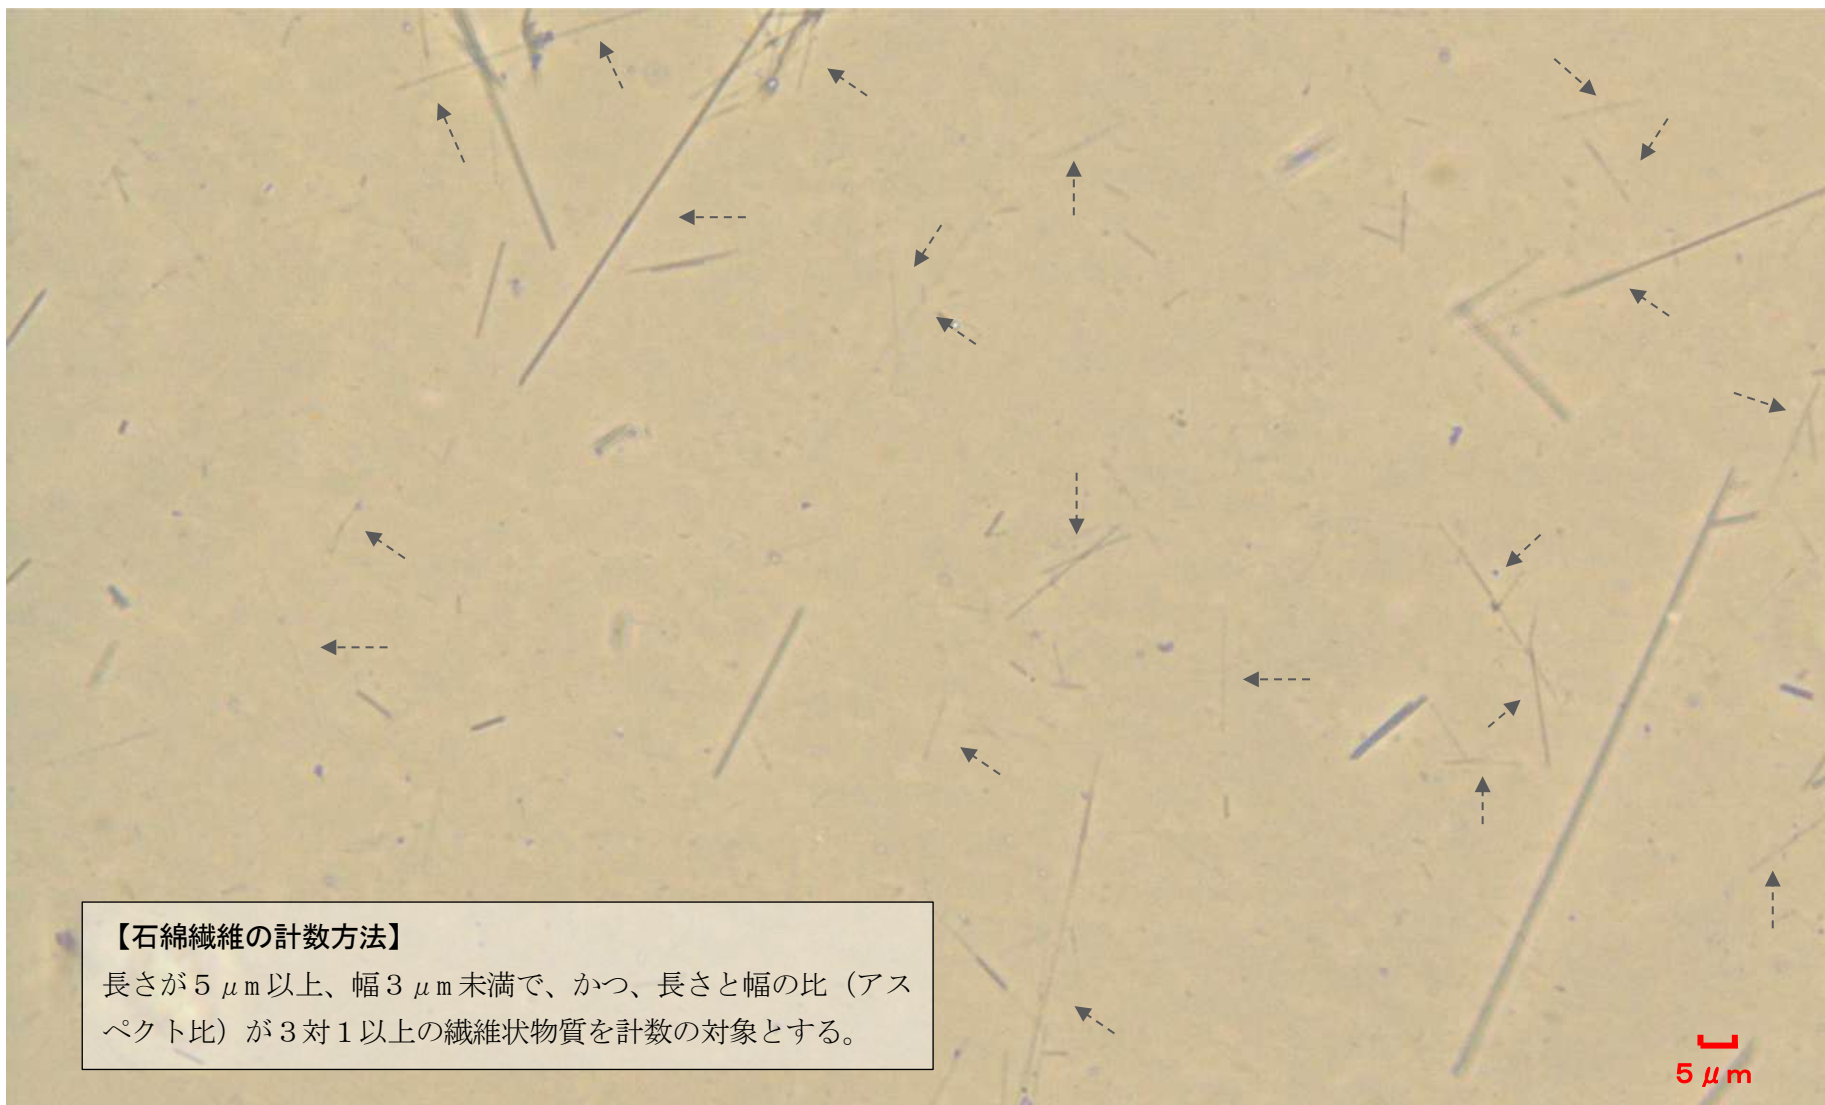 【石綿繊維の計数方法】
長さが５μｍ以上、幅３μｍ未満で、かつ、長さと幅の比（アス
ペクト比）が３対１以上の繊維状物質を計数の対象とする。
５μｍ